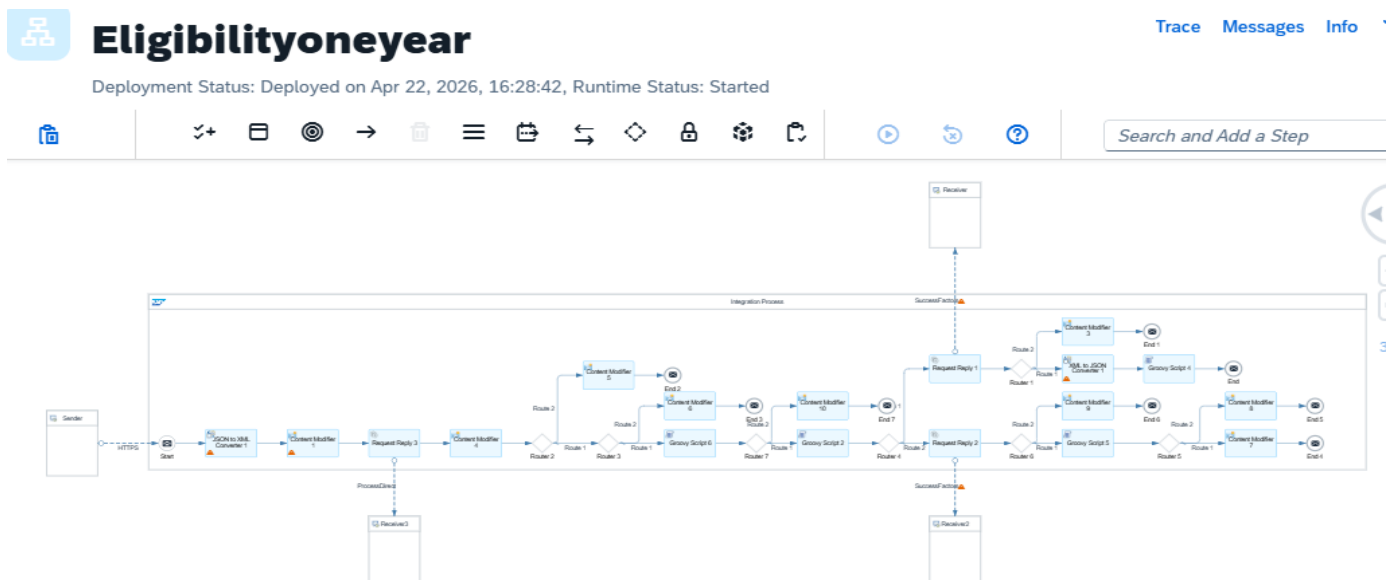 Eligibilityoneyear
Trace Messages Info
Deployment Status: Deployed on Apr 22, 2026, 16:28:42, Runtime Status: Started
Search and Add a Step
Receiver
Integration Process
SuccessFactors
Content Modifier 3
End 1
Route 2
Request Reply 1
Router 1
Route 1
XML to JSON Converter 1
Groovy Script 4
End
Content Modifier 5
End 2
Route 2
Content Modifier 6
End 3
Route 2
Content Modifier 10
End 7
Content Modifier 9
End 6
Content Modifier 8
End 5
Route 2
Route 2
Route 2
Sender
HTTPS
Start
JSON to XML Converter 1
Content Modifier 1
Request Reply 3
Content Modifier 4
Router 2
Route 1
Router 3
Route 1
Groovy Script 6
Router 7
Route 1
Groovy Script 2
Router 4
Route 2
Request Reply 2
Router 6
Route 1
Groovy Script 5
Router 5
Route 1
Content Modifier 7
End 4
ProcessDirect
SuccessFactors
Receiver3
Receiver2